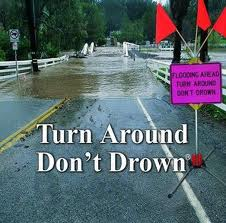 FLOODING AHEAD
TURN AROUND
DON'T DROWN
Turn Around
Don't Drown